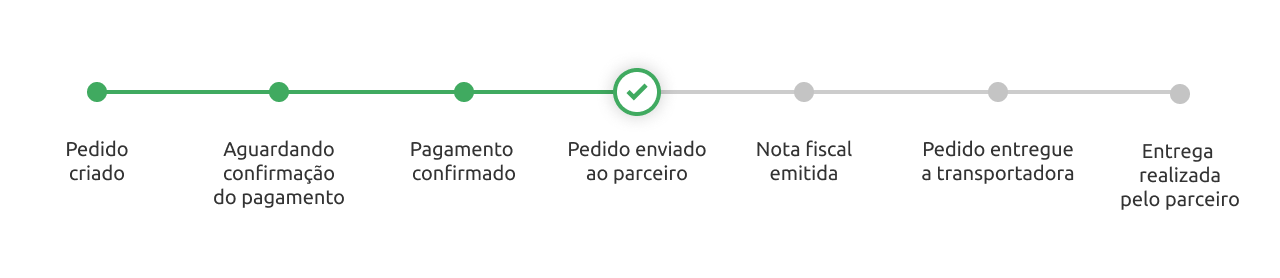 Pedido
criado
Aguardando
confirmação
do pagamento
Pagamento
confirmado
Pedido enviado
ao parceiro
Nota fiscal
emitida
Pedido entregue
a transportadora
Entrega
realizada
pelo parceiro